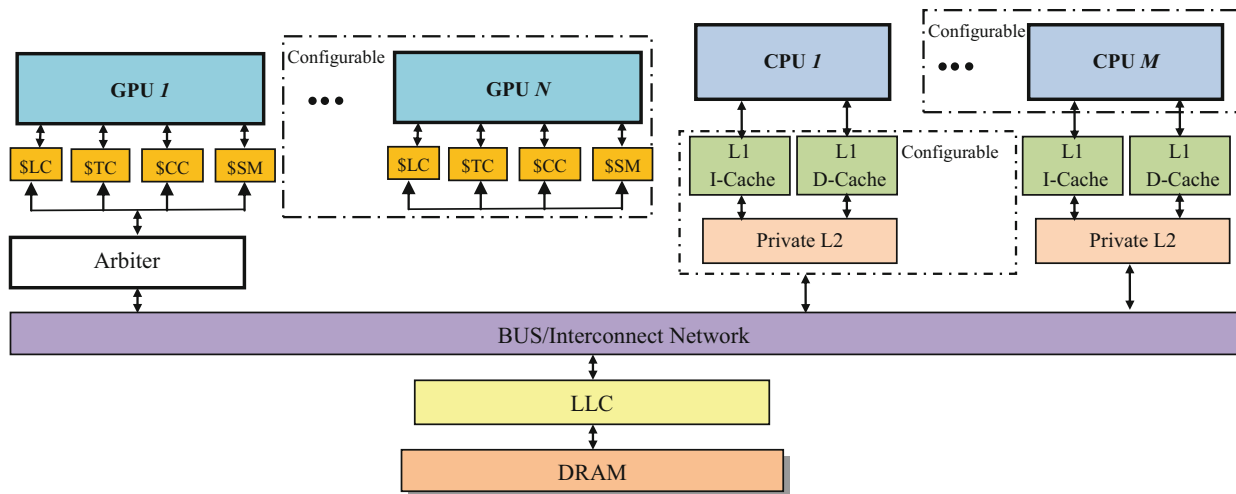 GPU 1
Configurable
GPU N
CPU 1
Configurable
CPU M
$LC
$TC
$CC
$SM
$LC
$TC
$CC
$SM
L1
I-Cache
L1
D-Cache
Configurable
L1
I-Cache
L1
D-Cache
Private L2
Private L2
Arbiter
BUS/Interconnect Network
LLC
DRAM